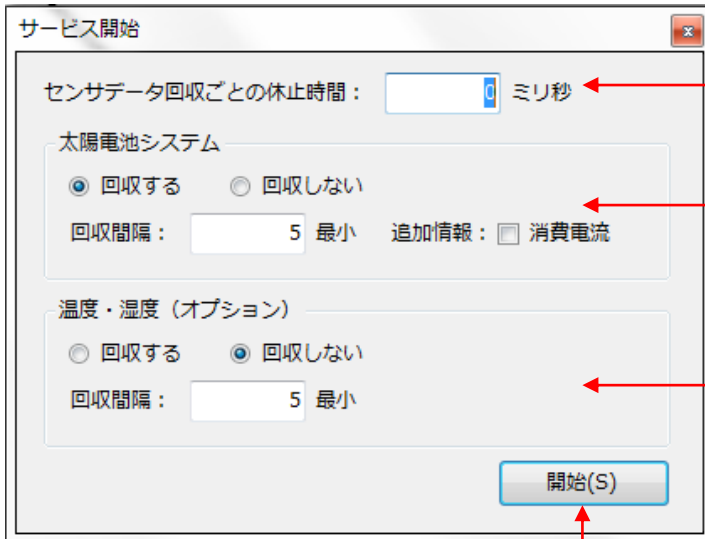 サービス開始
センサデータ回収ごとの休止時間： 0 ミリ秒
太陽電池システム
回収する 回収しない
回収間隔： 5 最小 追加情報： 消費電流
温度・湿度（オプション）
回収する 回収しない
回収間隔： 5 最小
開始(S)